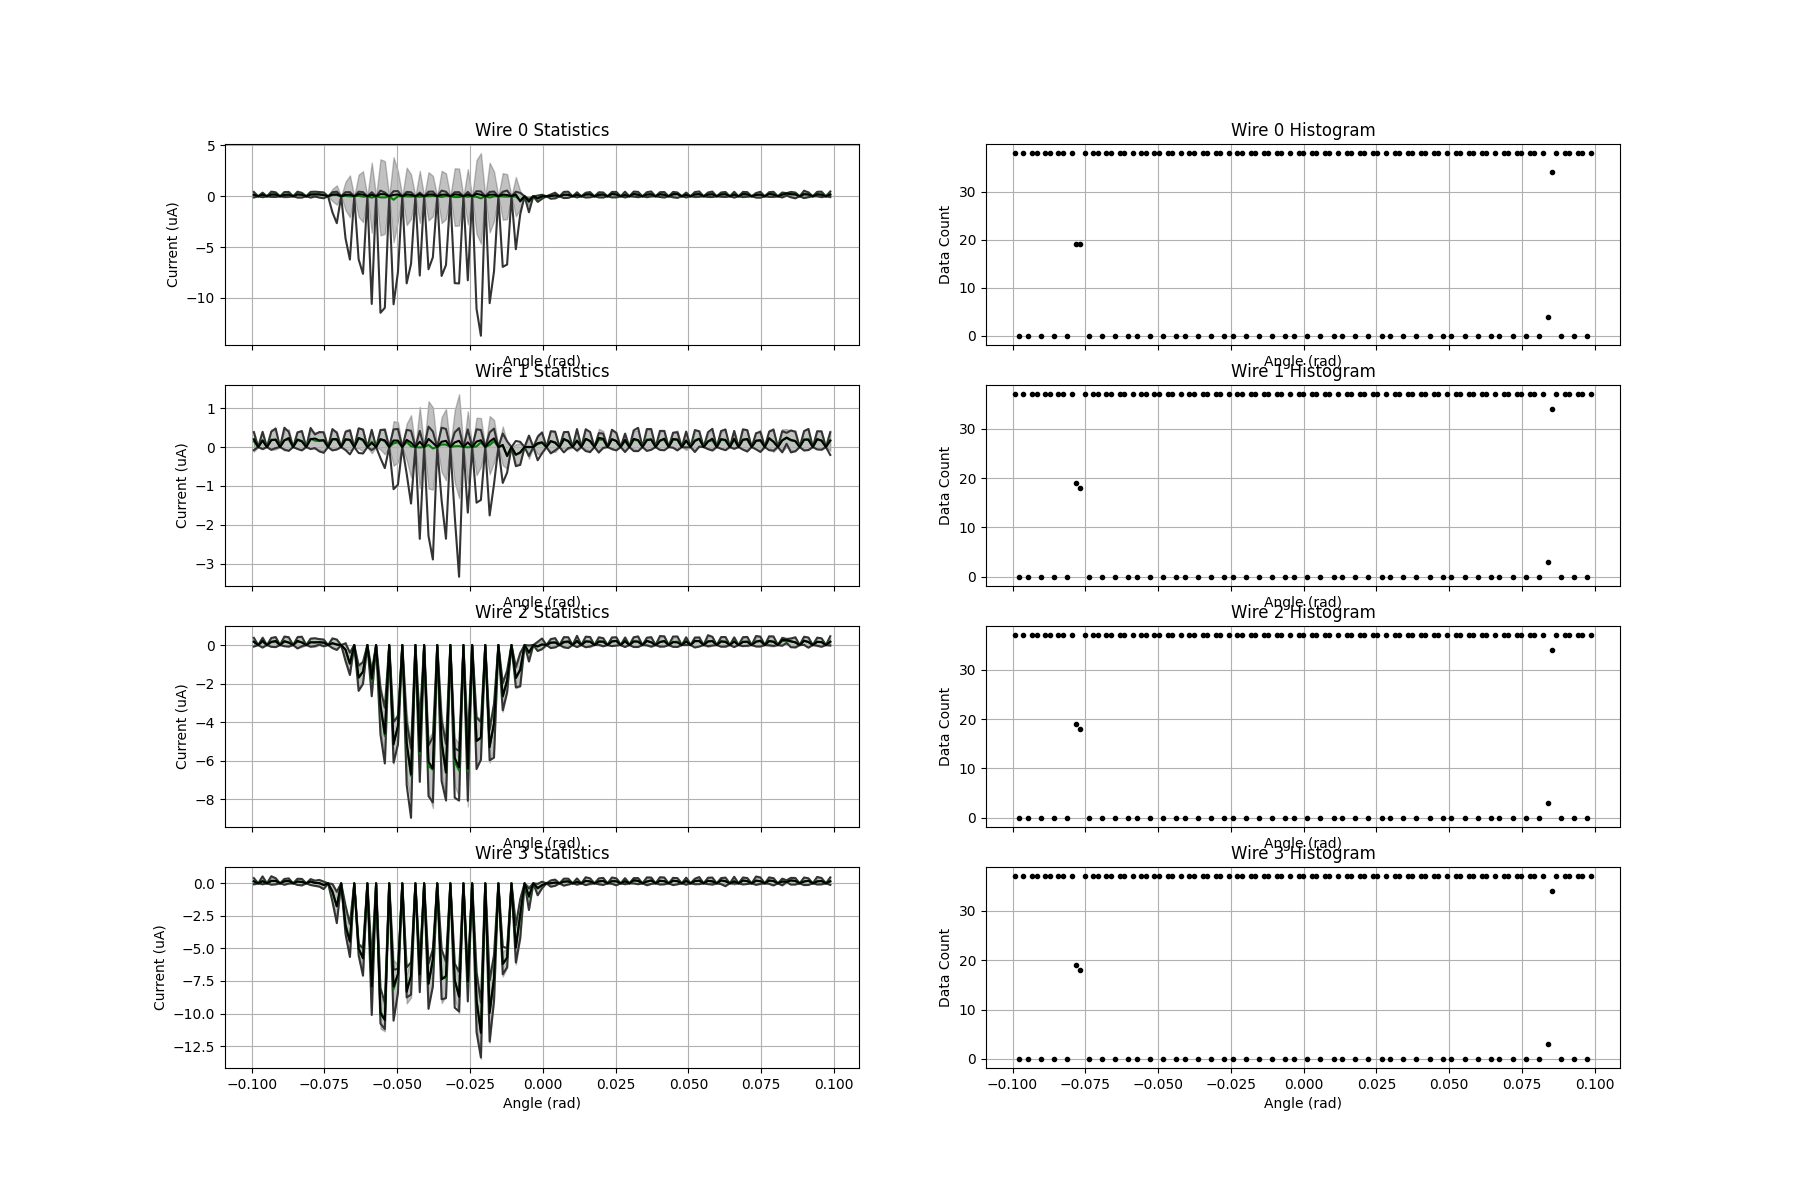 Wire 0 Statistics
Current (uA)
5
0
−5
−10
Angle (rad)
Wire 0 Histogram
Data Count
30
20
10
0
Angle (rad)
Wire 1 Statistics
Current (uA)
1
0
−1
−2
−3
Angle (rad)
Wire 1 Histogram
Data Count
30
20
10
0
Angle (rad)
Wire 2 Statistics
Current (uA)
0
−2
−4
−6
−8
Angle (rad)
Wire 2 Histogram
Data Count
30
20
10
0
Angle (rad)
Wire 3 Statistics
Current (uA)
0.0
−2.5
−5.0
−7.5
−10.0
−12.5
−0.100 −0.075 −0.050 −0.025 0.000 0.025 0.050 0.075 0.100
Angle (rad)
Wire 3 Histogram
Data Count
30
20
10
0
−0.100 −0.075 −0.050 −0.025 0.000 0.025 0.050 0.075 0.100
Angle (rad)